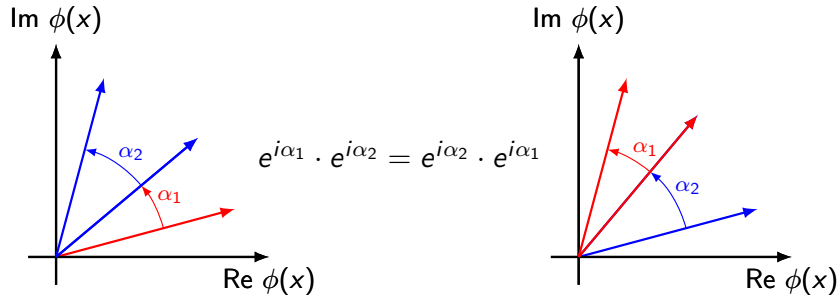 Im ϕ(x)
α₂
α₁
Re ϕ(x)
e^{iα₁} · e^{iα₂} = e^{iα₂} · e^{iα₁}
Im ϕ(x)
α₁
α₂
Re ϕ(x)